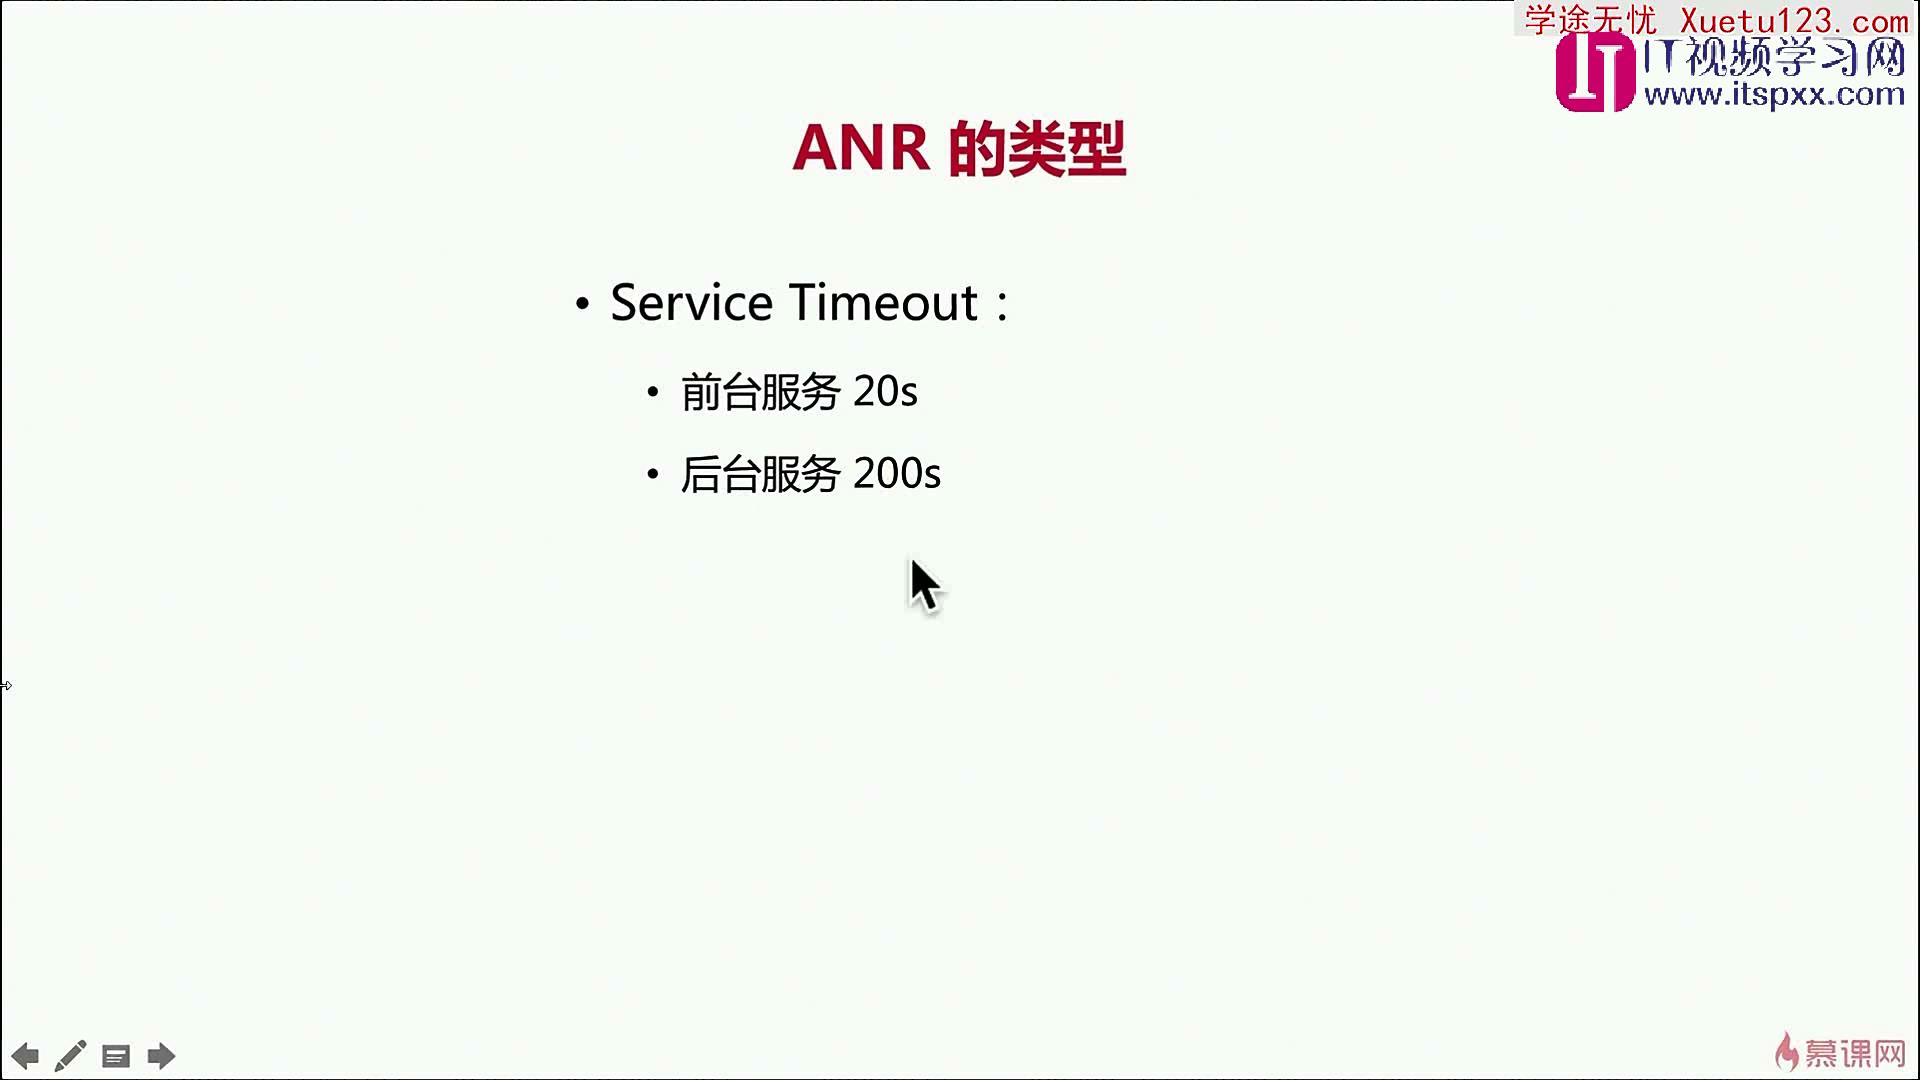 学途无忧 Xuetu123.com
IT视频学习网
www.itspxx.com
ANR 的类型
• Service Timeout：
• 前台服务 20s
• 后台服务 200s
慕课网